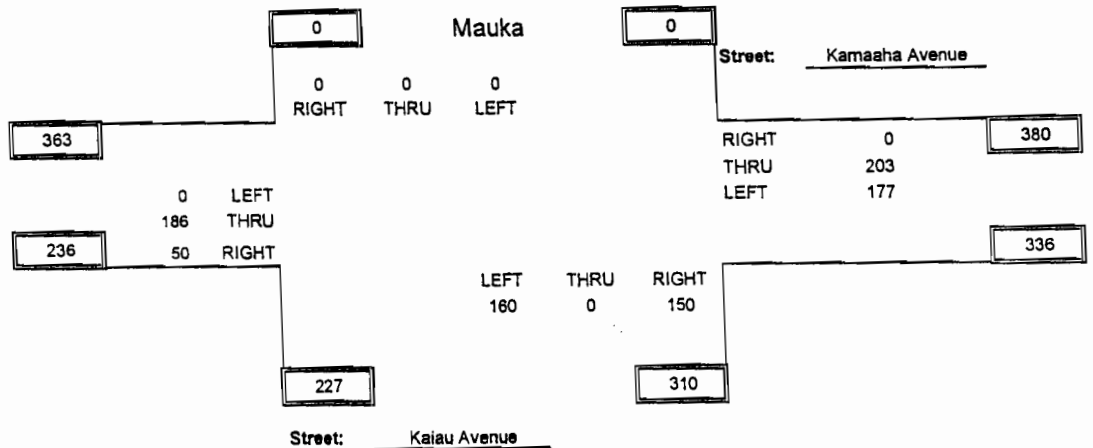 0 Mauka 0
Street: Kamaaha Avenue
0 0 0
RIGHT THRU LEFT
363
380
RIGHT 0
THRU 203
LEFT 177
0 LEFT
186 THRU
50 RIGHT
236
336
LEFT THRU RIGHT
160 0 150
227
310
Street: Kaiau Avenue